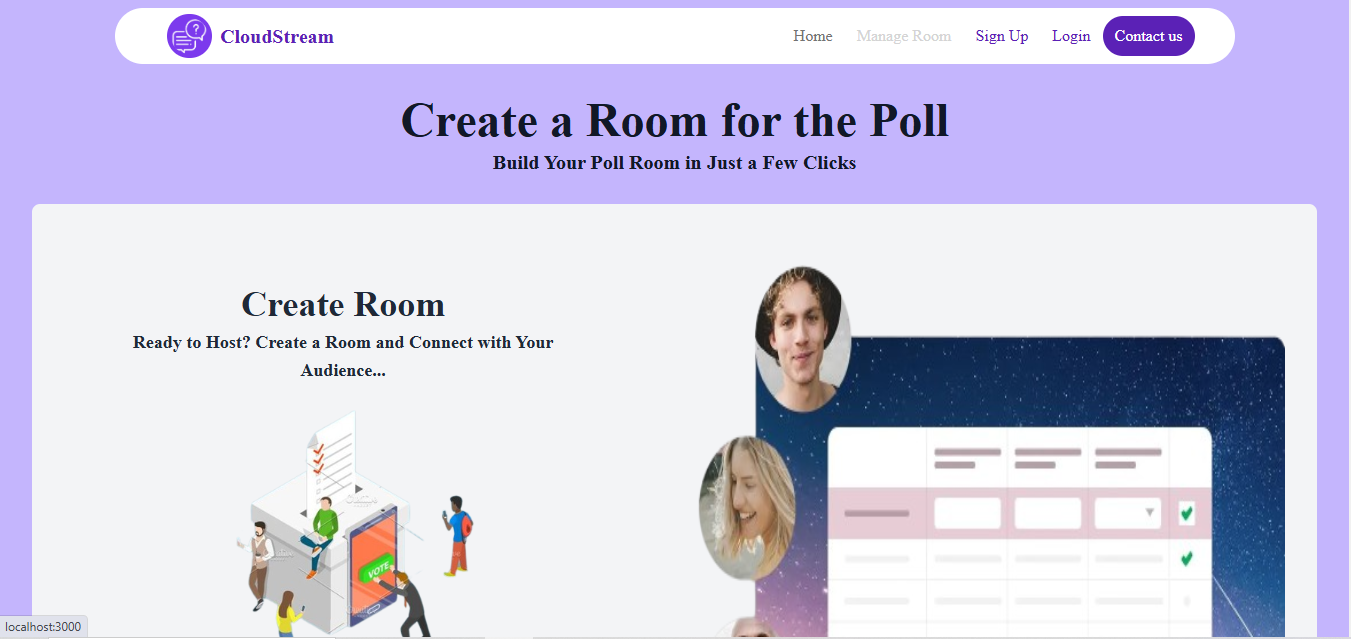 CloudStream
Home Manage Room Sign Up Login Contact us
Create a Room for the Poll
Build Your Poll Room in Just a Few Clicks
Create Room
Ready to Host? Create a Room and Connect with Your
Audience...
VOTE
localhost:3000